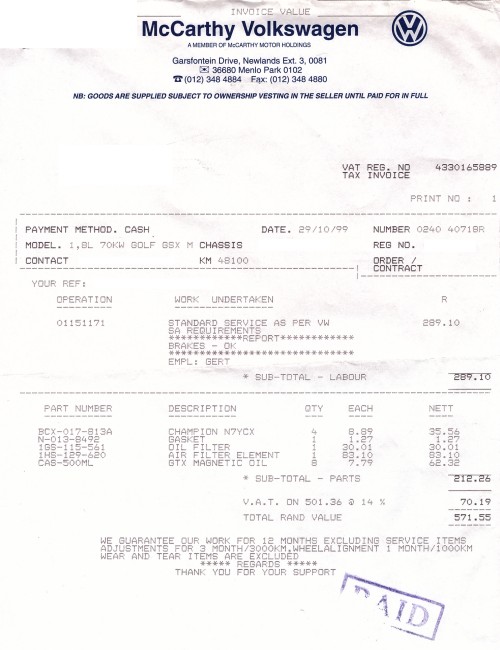 INVOICE VALUE
McCarthy Volkswagen
A MEMBER OF McCARTHY MOTOR HOLDINGS
Garsfontein Drive, Newlands Ext. 3, 0081
✉ 36680 Menlo Park 0102
☎ (012) 348 4884 Fax: (012) 348 4880
NB: GOODS ARE SUPPLIED SUBJECT TO OWNERSHIP VESTING IN THE SELLER UNTIL PAID FOR IN FULL
VAT REG. NO 4330165889
TAX INVOICE
PRINT NO : 1
PAYMENT METHOD. CASH DATE. 29/10/99 NUMBER 0240 40718R
MODEL. 1,8L 70KW GOLF GSX M CHASSIS REG NO.
CONTACT KM 48100 ORDER /
CONTRACT
YOUR REF:
OPERATION WORK UNDERTAKEN R
01151171 STANDARD SERVICE AS PER VW 289.10
SA REQUIREMENTS
************REPORT************
BRAKES - OK
******************************
EMPL: GERT
* SUB-TOTAL - LABOUR 289.10
PART NUMBER DESCRIPTION QTY EACH NETT
BCX-017-813A CHAMPION N7YCX 4 8.89 35.56
N-013-8492 GASKET 1 1.27 1.27
1GS-115-561 OIL FILTER 1 30.01 30.01
1HS-129-620 AIR FILTER ELEMENT 1 83.10 83.10
CAS-500ML GTX MAGNETIC OIL 8 7.79 62.32
* SUB-TOTAL - PARTS 212.26
V.A.T. ON 501.36 @ 14 % 70.19
TOTAL RAND VALUE 571.55
WE GUARANTEE OUR WORK FOR 12 MONTHS EXCLUDING SERVICE ITEMS
ADJUSTMENTS FOR 3 MONTH/3000KM,WHEELALIGNMENT 1 MONTH/1000KM
WEAR AND TEAR ITEMS ARE EXCLUDED
***** REGARDS *****
THANK YOU FOR YOUR SUPPORT
PAID